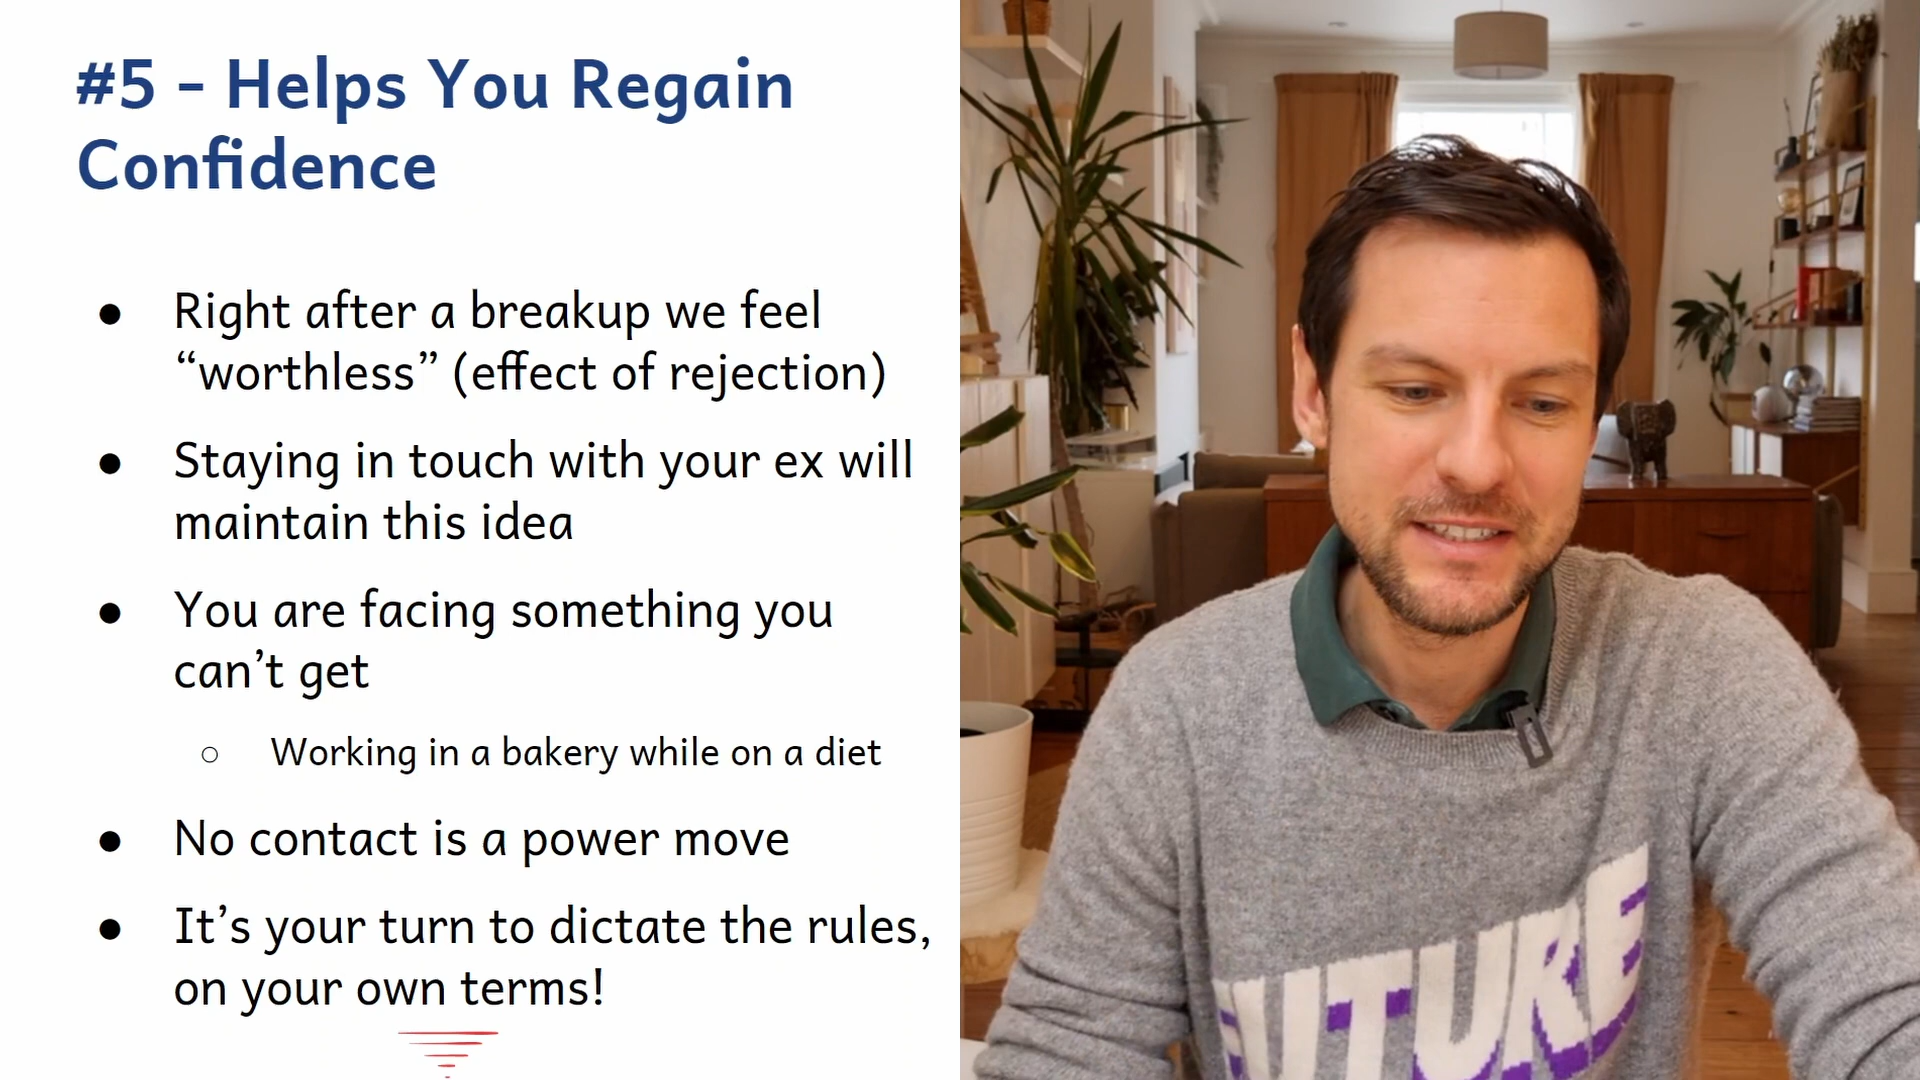 #5 - Helps You Regain
Confidence
● Right after a breakup we feel
“worthless” (effect of rejection)
● Staying in touch with your ex will
maintain this idea
● You are facing something you
can’t get
○ Working in a bakery while on a diet
● No contact is a power move
● It’s your turn to dictate the rules,
on your own terms!
FUTURE